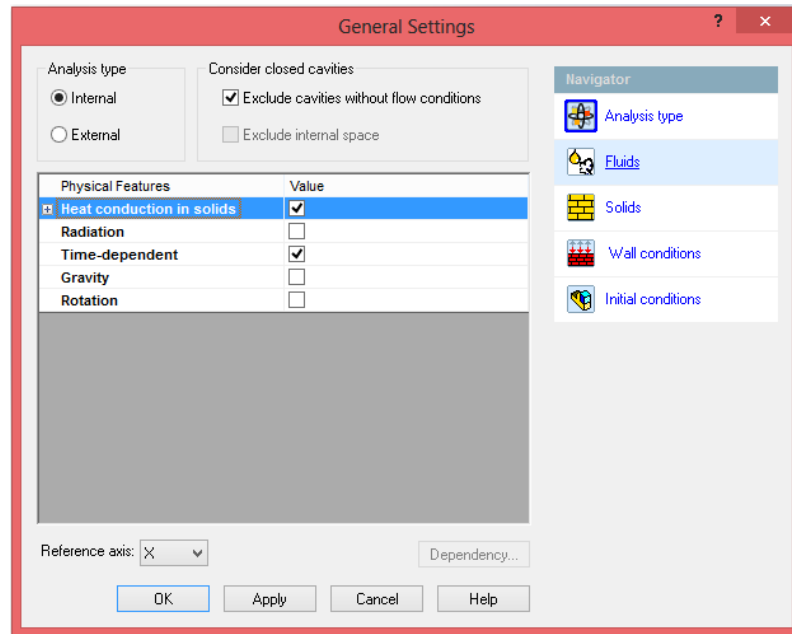 General Settings
?
×
Analysis type
Internal
External
Consider closed cavities
Exclude cavities without flow conditions
Exclude internal space
Physical Features Value
Heat conduction in solids
Radiation
Time-dependent
Gravity
Rotation
Reference axis: X
Dependency...
OK Apply Cancel Help
Navigator
Analysis type
Fluids
Solids
Wall conditions
Initial conditions